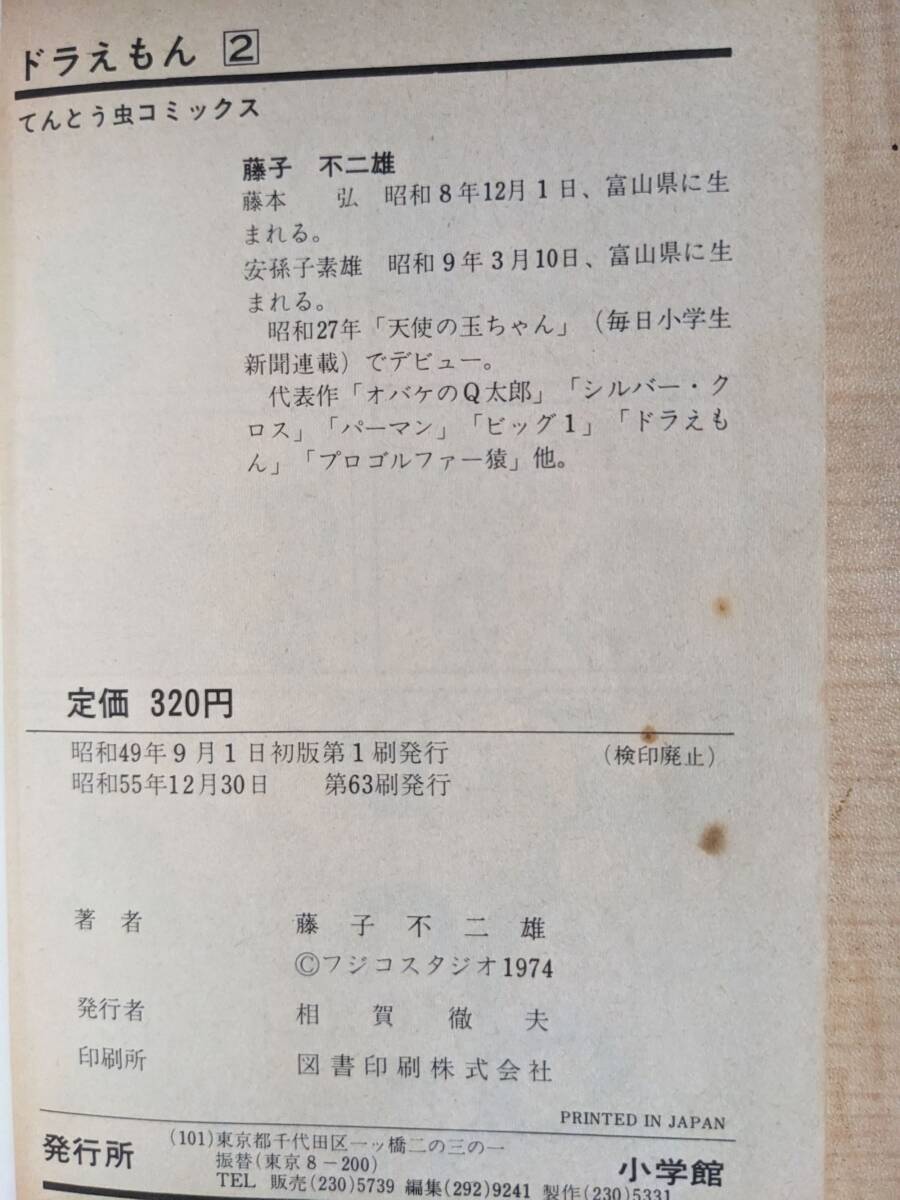 ドラえもん 2
てんとう虫コミックス
藤子 不二雄
藤本 弘 昭和8年12月1日、富山県に生
まれる。
安孫子素雄 昭和9年3月10日、富山県に生
まれる。
昭和27年「天使の玉ちゃん」(毎日小学生
新聞連載)でデビュー。
代表作「オバケのQ太郎」「シルバー・ク
ロス」「パーマン」「ビッグ1」「ドラえも
ん」「プロゴルファー猿」他。
定価 320円
昭和49年9月1日初版第1刷発行 (検印廃止)
昭和55年12月30日 第63刷発行
著者 藤子不二雄
©フジコスタジオ1974
発行者 相賀徹夫
印刷所 図書印刷株式会社
PRINTED IN JAPAN
発行所 (101)東京都千代田区一ッ橋二の三の一
振替(東京8-200) 小学館
TEL 販売(230)5739 編集(292)9241 製作(230)5331